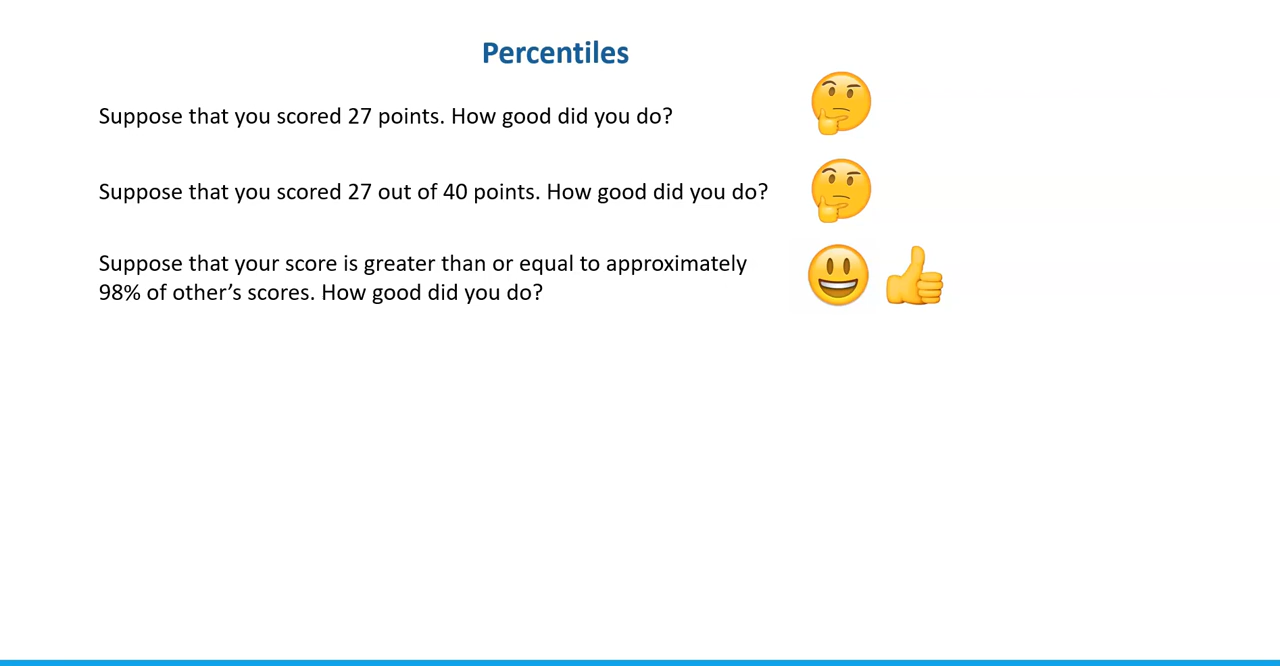 Percentiles
Suppose that you scored 27 points. How good did you do?
Suppose that you scored 27 out of 40 points. How good did you do?
Suppose that your score is greater than or equal to approximately
98% of other’s scores. How good did you do?